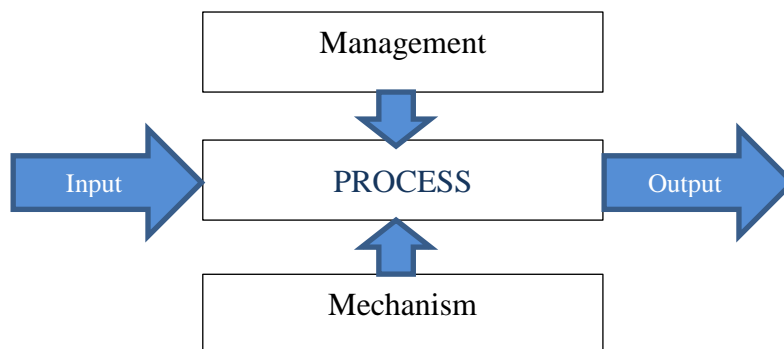 Management
Input
PROCESS
Output
Mechanism